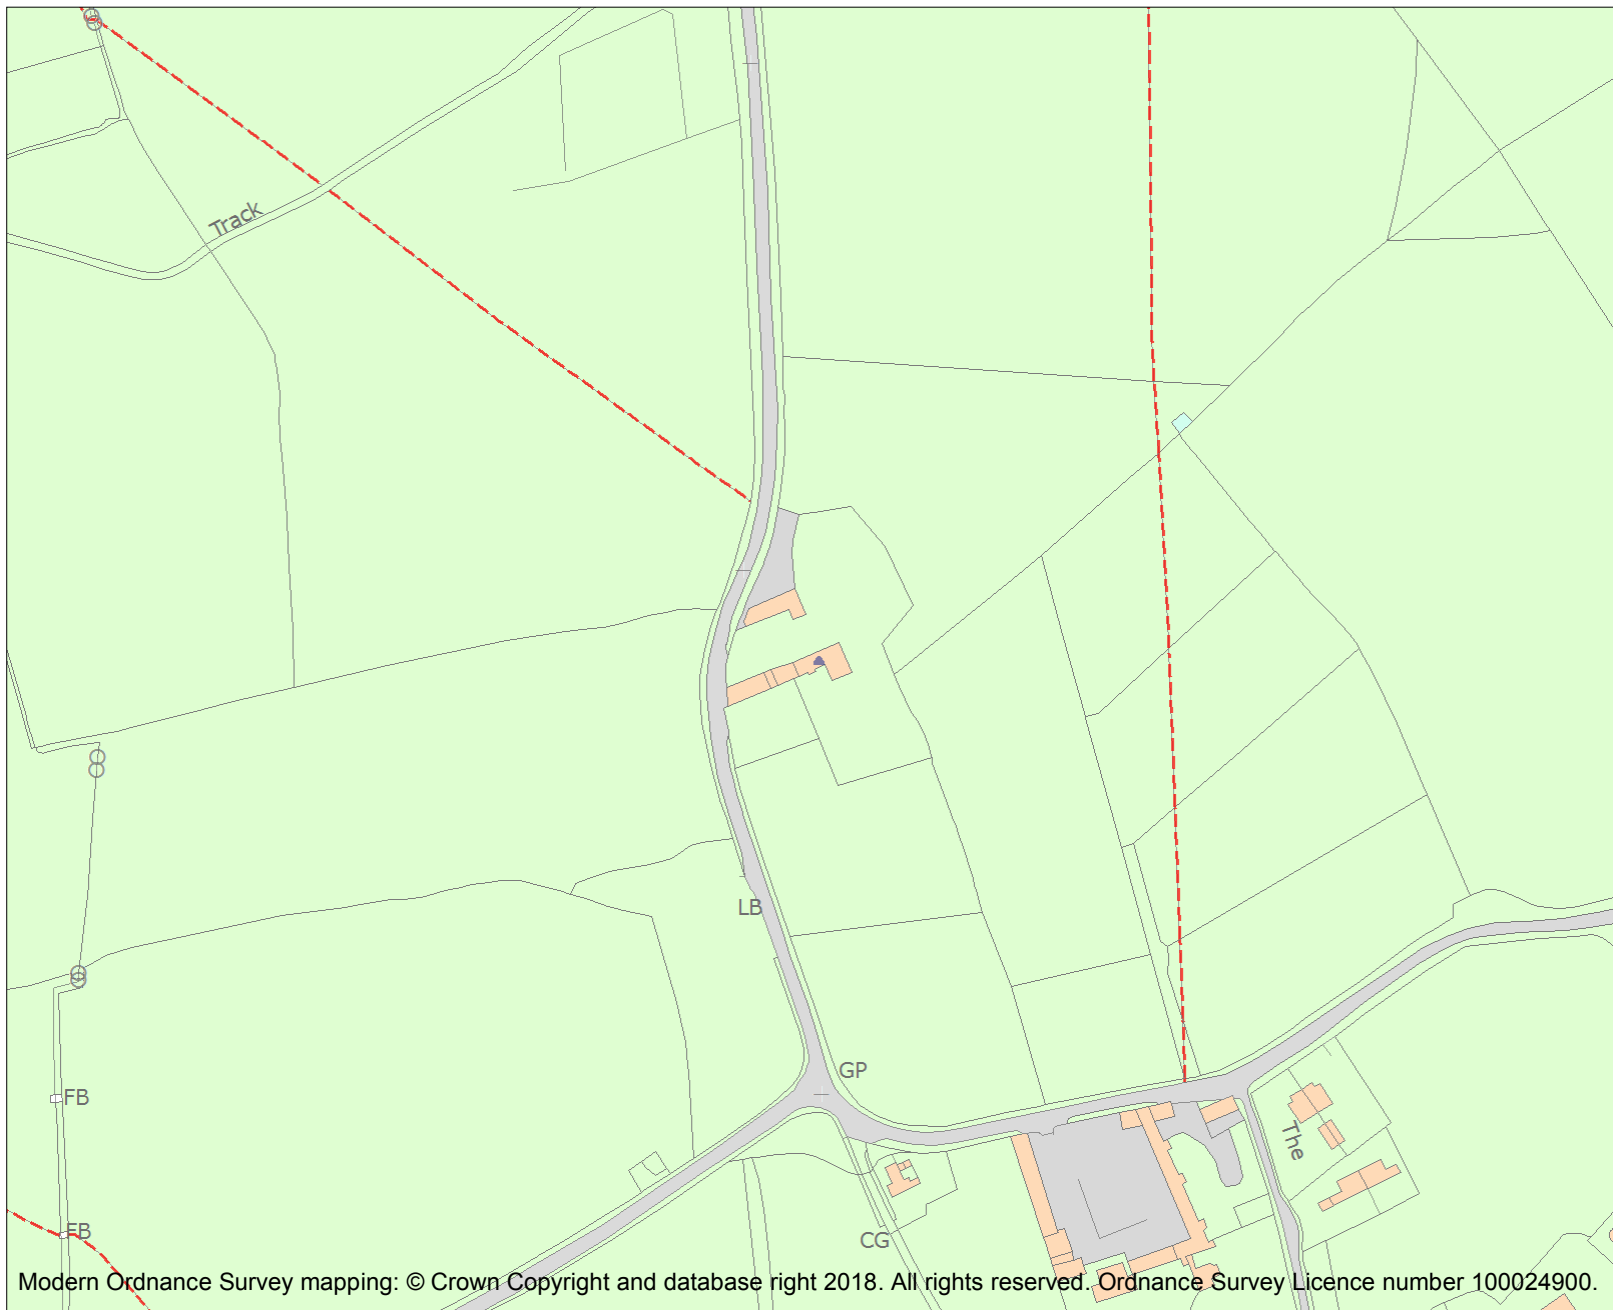 Track
LB
GP
FB
The
FB
CG
Modern Ordnance Survey mapping: © Crown Copyright and database right 2018. All rights reserved. Ordnance Survey Licence number 100024900.